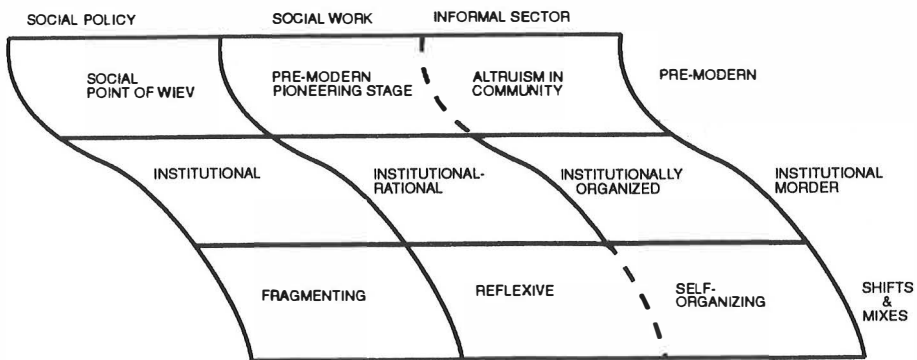 SOCIAL POLICY
SOCIAL WORK
INFORMAL SECTOR
SOCIAL
POINT OF WIEV
PRE-MODERN
PIONEERING STAGE
ALTRUISM IN
COMMUNITY
PRE-MODERN
INSTITUTIONAL
INSTITUTIONAL-
RATIONAL
INSTITUTIONALLY
ORGANIZED
INSTITUTIONAL
MORDER
FRAGMENTING
REFLEXIVE
SELF-
ORGANIZING
SHIFTS
&
MIXES